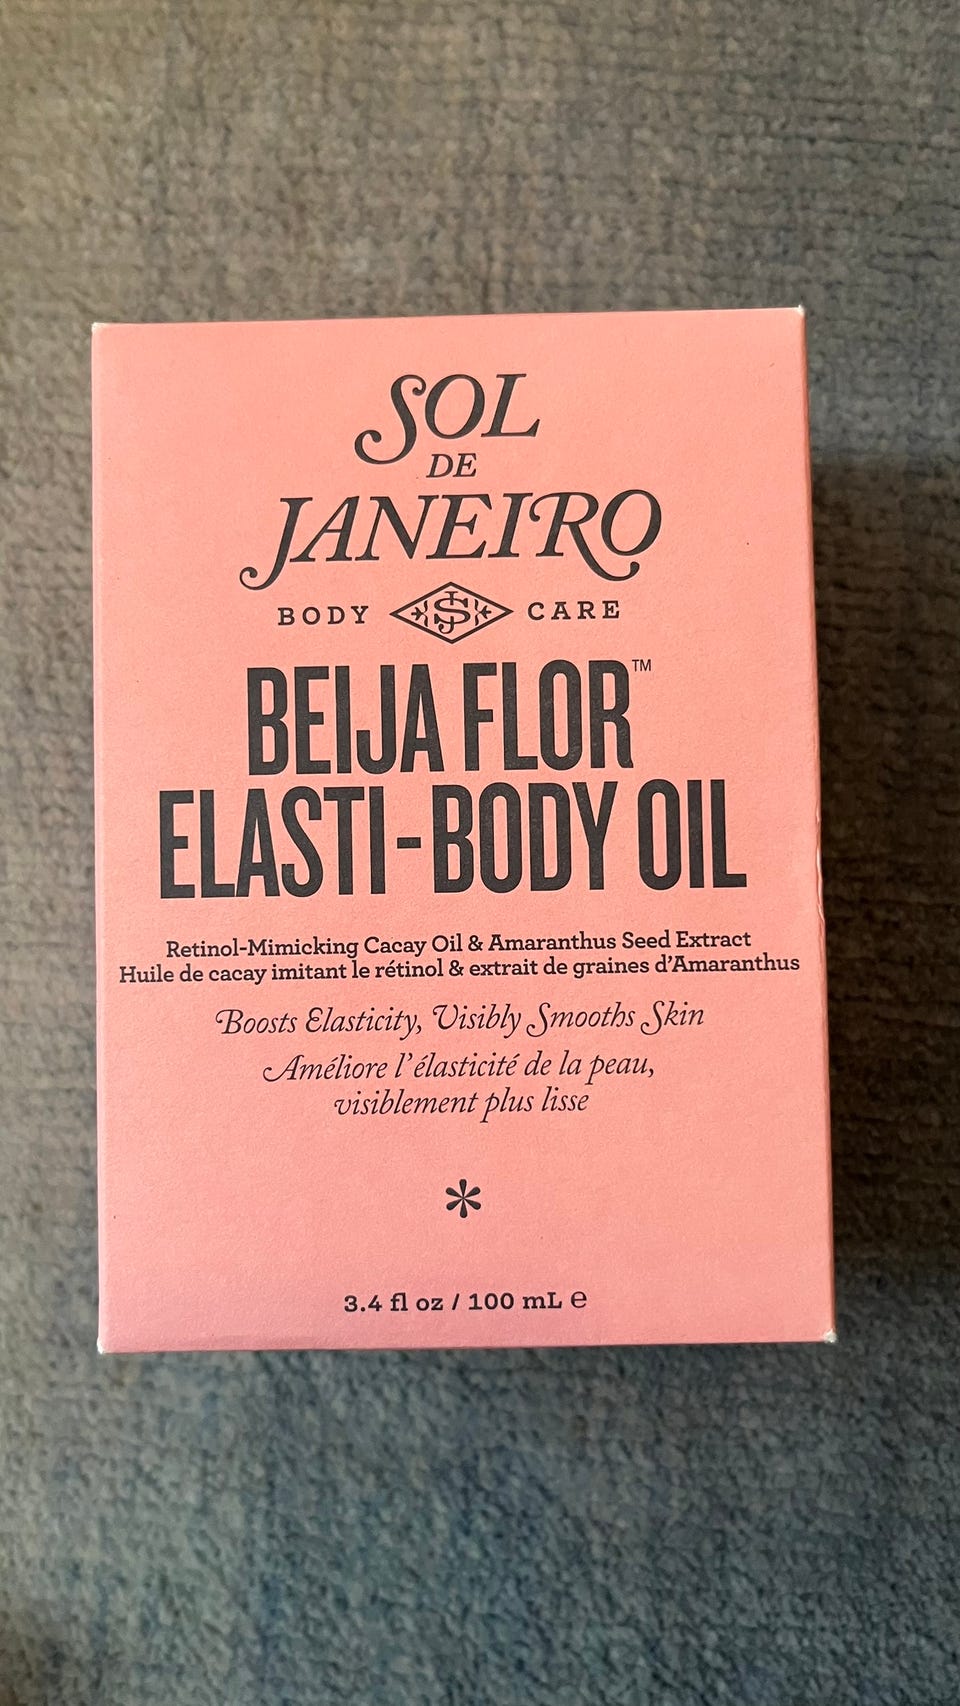 SOL
DE
JANEIRO
BODY SJ CARE
BEIJA FLOR™
ELASTI-BODY OIL
Retinol-Mimicking Cacay Oil & Amaranthus Seed Extract
Huile de cacay imitant le rétinol & extrait de graines d'Amaranthus
Boosts Elasticity, Visibly Smooths Skin
Améliore l'élasticité de la peau,
visiblement plus lisse
*
3.4 fl oz / 100 mL ℮